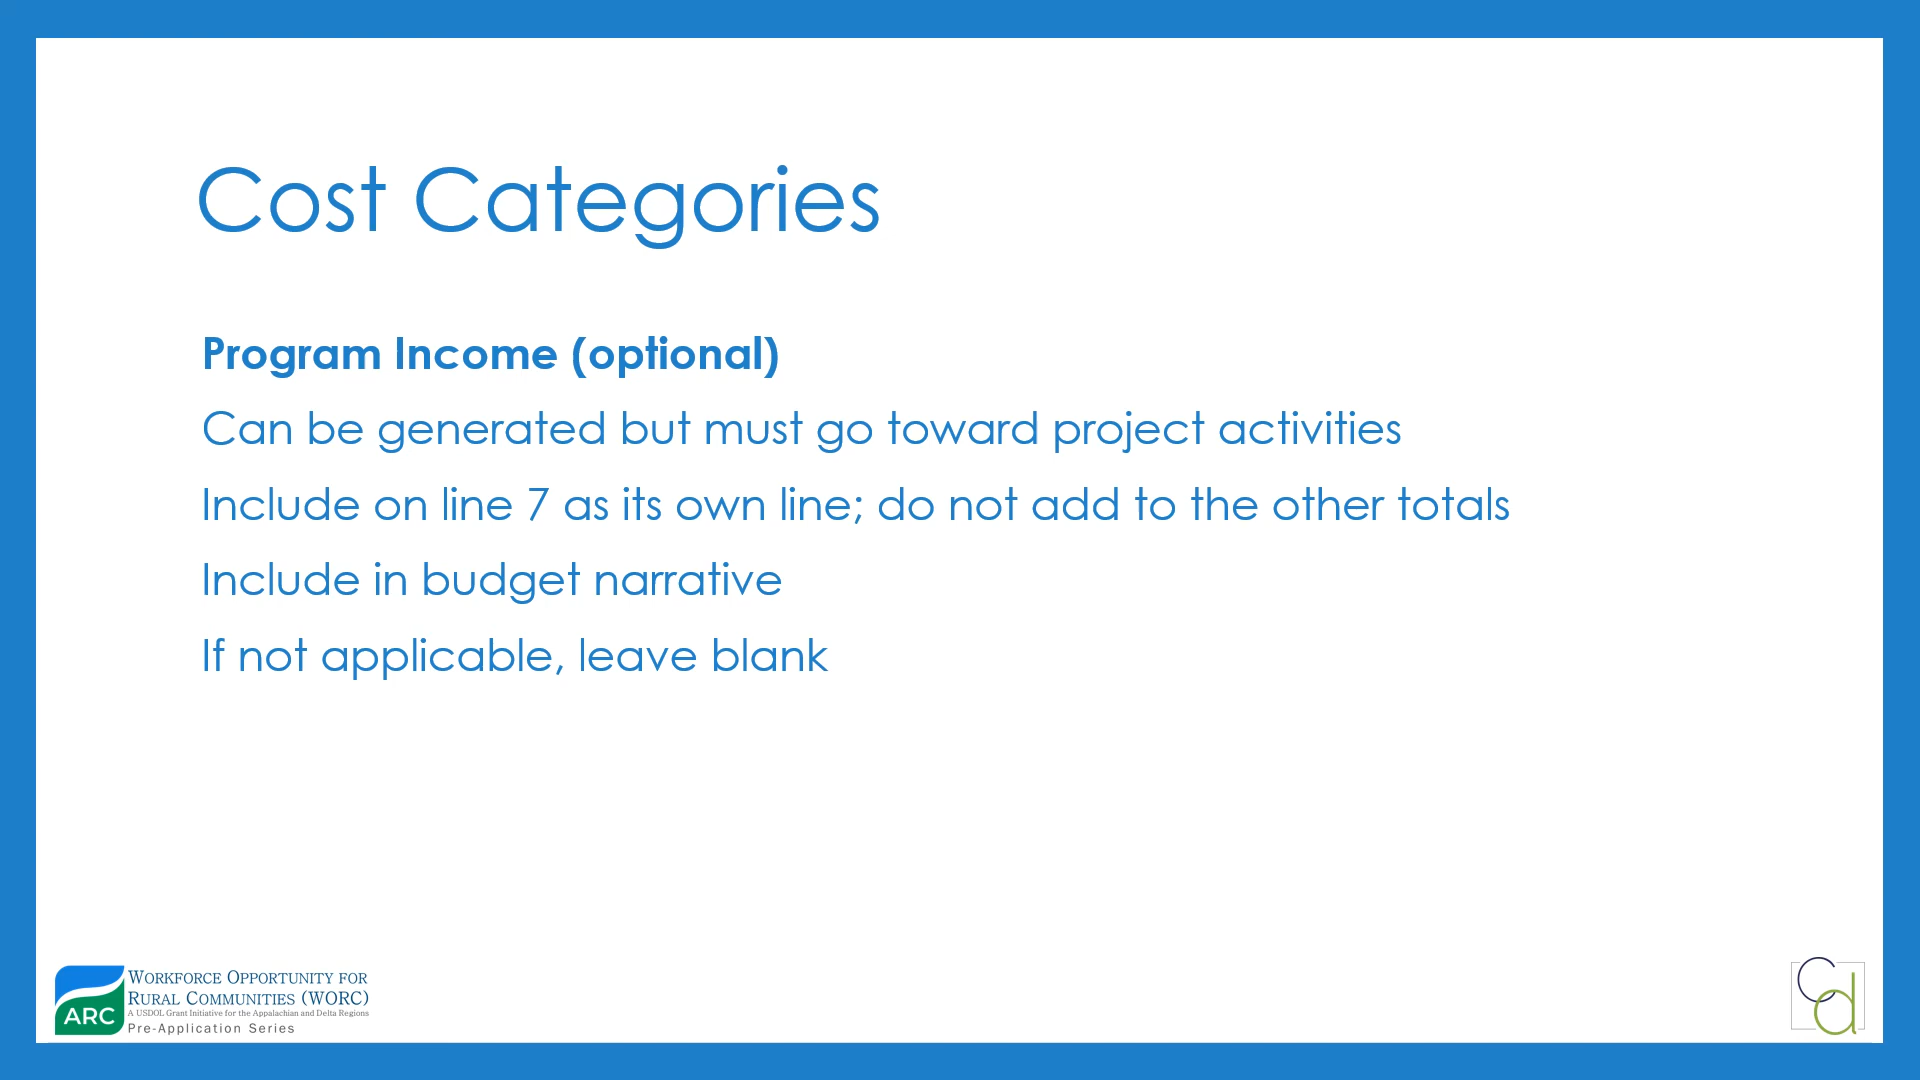 Cost Categories
Program Income (optional)
Can be generated but must go toward project activities
Include on line 7 as its own line; do not add to the other totals
Include in budget narrative
If not applicable, leave blank
ARC
WORKFORCE OPPORTUNITY FOR
RURAL COMMUNITIES (WORC)
A USDOL Grant Initiative for the Appalachian and Delta Regions
Pre-Application Series
cd